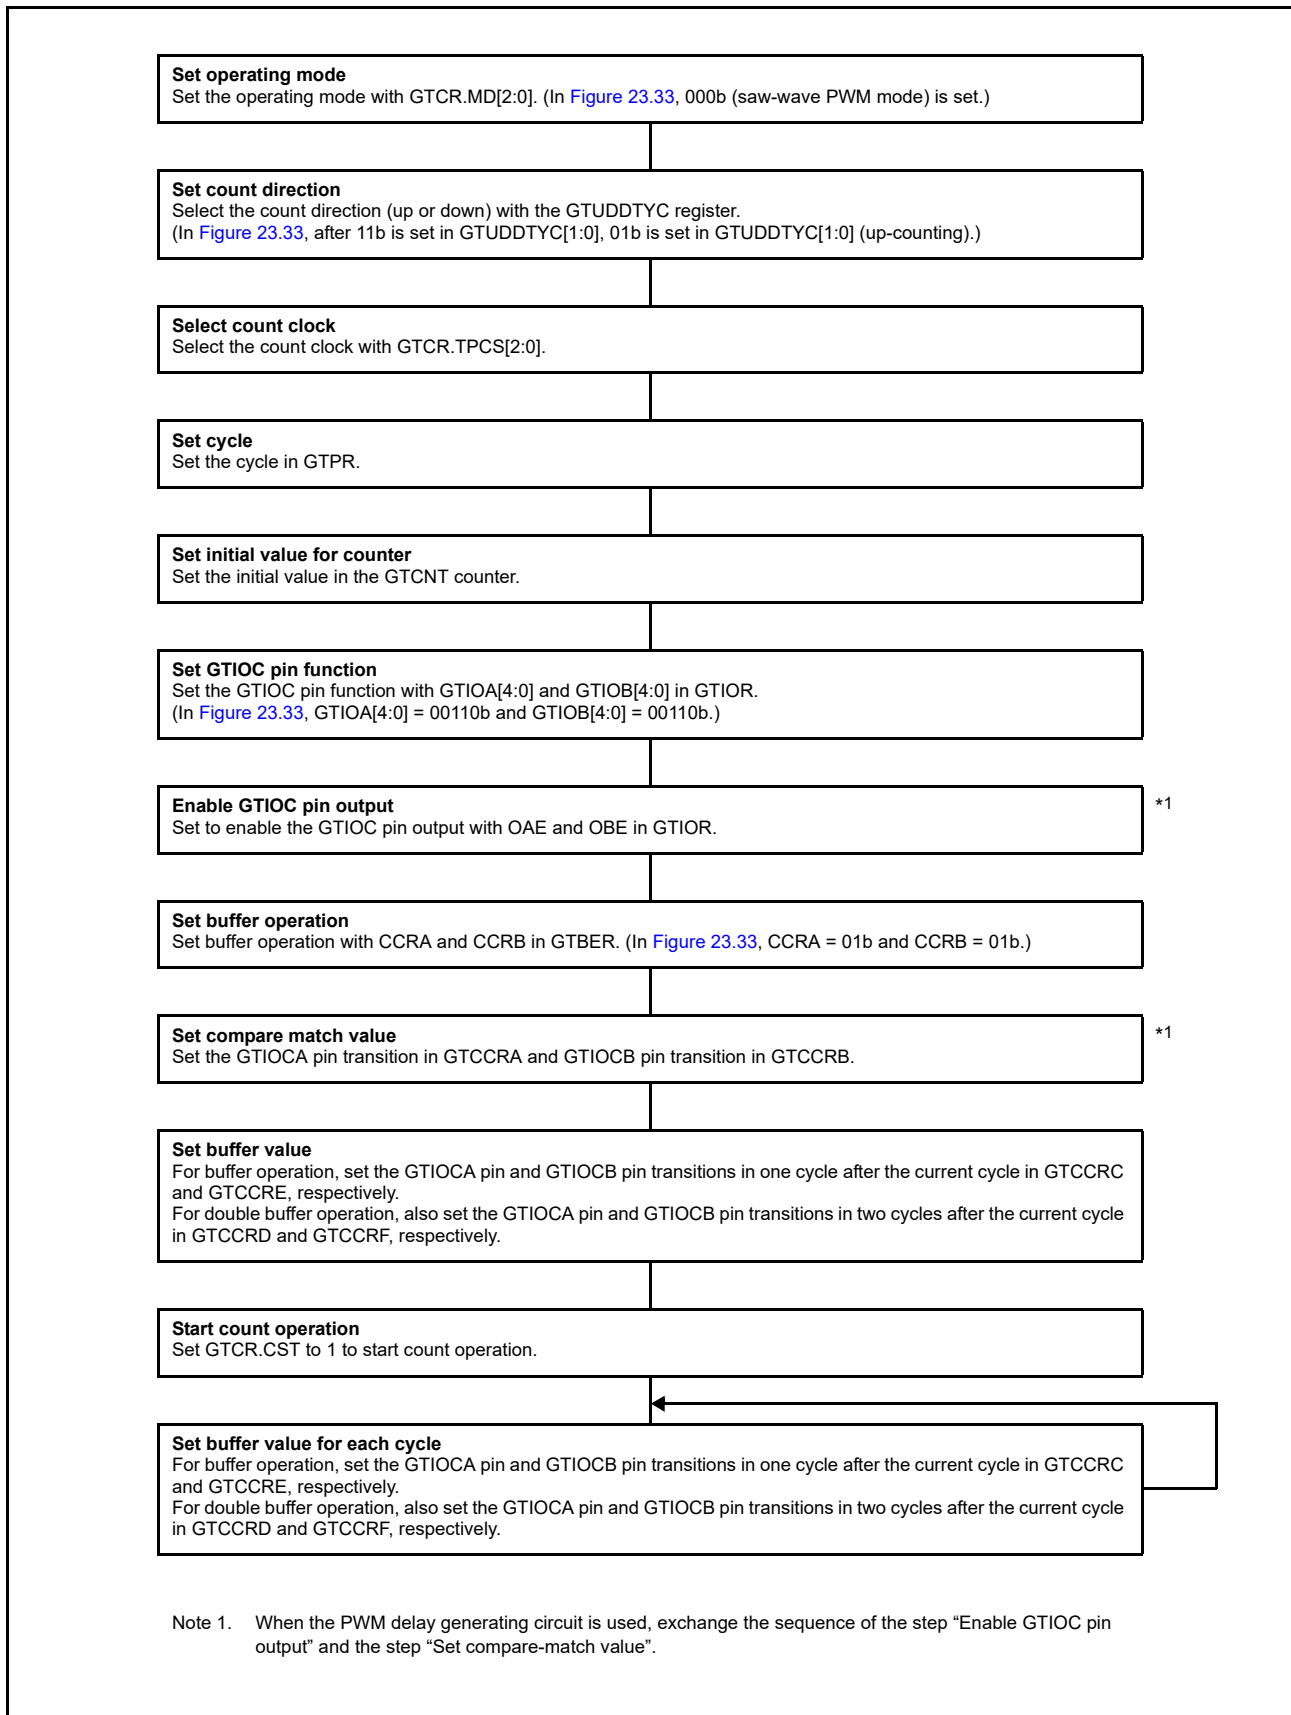 Set operating mode
Set the operating mode with GTCR.MD[2:0]. (In Figure 23.33, 000b (saw-wave PWM mode) is set.)
Set count direction
Select the count direction (up or down) with the GTUDDTYC register.
(In Figure 23.33, after 11b is set in GTUDDTYC[1:0], 01b is set in GTUDDTYC[1:0] (up-counting).)
Select count clock
Select the count clock with GTCR.TPCS[2:0].
Set cycle
Set the cycle in GTPR.
Set initial value for counter
Set the initial value in the GTCNT counter.
Set GTIOC pin function
Set the GTIOC pin function with GTIOA[4:0] and GTIOB[4:0] in GTIOR.
(In Figure 23.33, GTIOA[4:0] = 00110b and GTIOB[4:0] = 00110b.)
Enable GTIOC pin output *1
Set to enable the GTIOC pin output with OAE and OBE in GTIOR.
Set buffer operation
Set buffer operation with CCRA and CCRB in GTBER. (In Figure 23.33, CCRA = 01b and CCRB = 01b.)
Set compare match value *1
Set the GTIOCA pin transition in GTCCRA and GTIOCB pin transition in GTCCRB.
Set buffer value
For buffer operation, set the GTIOCA pin and GTIOCB pin transitions in one cycle after the current cycle in GTCCRC
and GTCCRE, respectively.
For double buffer operation, also set the GTIOCA pin and GTIOCB pin transitions in two cycles after the current cycle
in GTCCRD and GTCCRF, respectively.
Start count operation
Set GTCR.CST to 1 to start count operation.
Set buffer value for each cycle
For buffer operation, set the GTIOCA pin and GTIOCB pin transitions in one cycle after the current cycle in GTCCRC
and GTCCRE, respectively.
For double buffer operation, also set the GTIOCA pin and GTIOCB pin transitions in two cycles after the current cycle
in GTCCRD and GTCCRF, respectively.
Note 1. When the PWM delay generating circuit is used, exchange the sequence of the step “Enable GTIOC pin
output” and the step “Set compare-match value”.